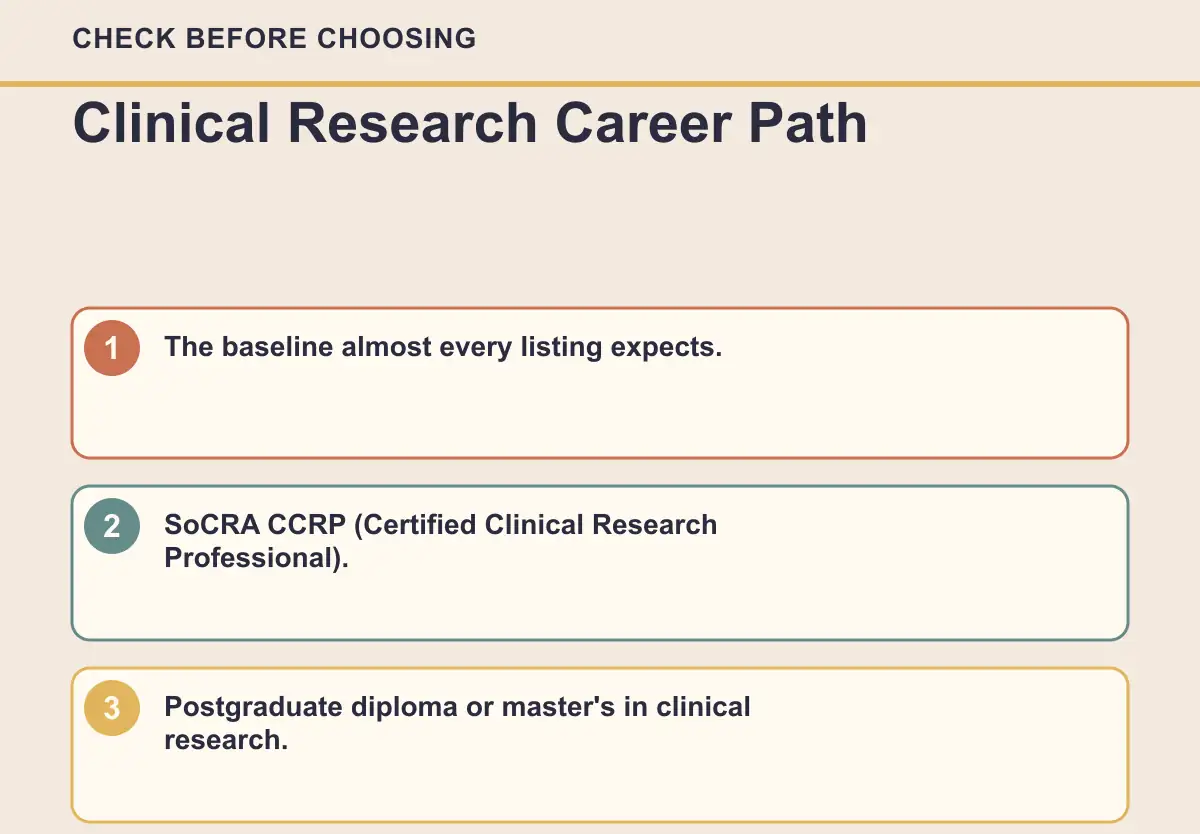 CHECK BEFORE CHOOSING
Clinical Research Career Path
1
The baseline almost every listing expects.
2
SoCRA CCRP (Certified Clinical Research
Professional).
3
Postgraduate diploma or master's in clinical
research.